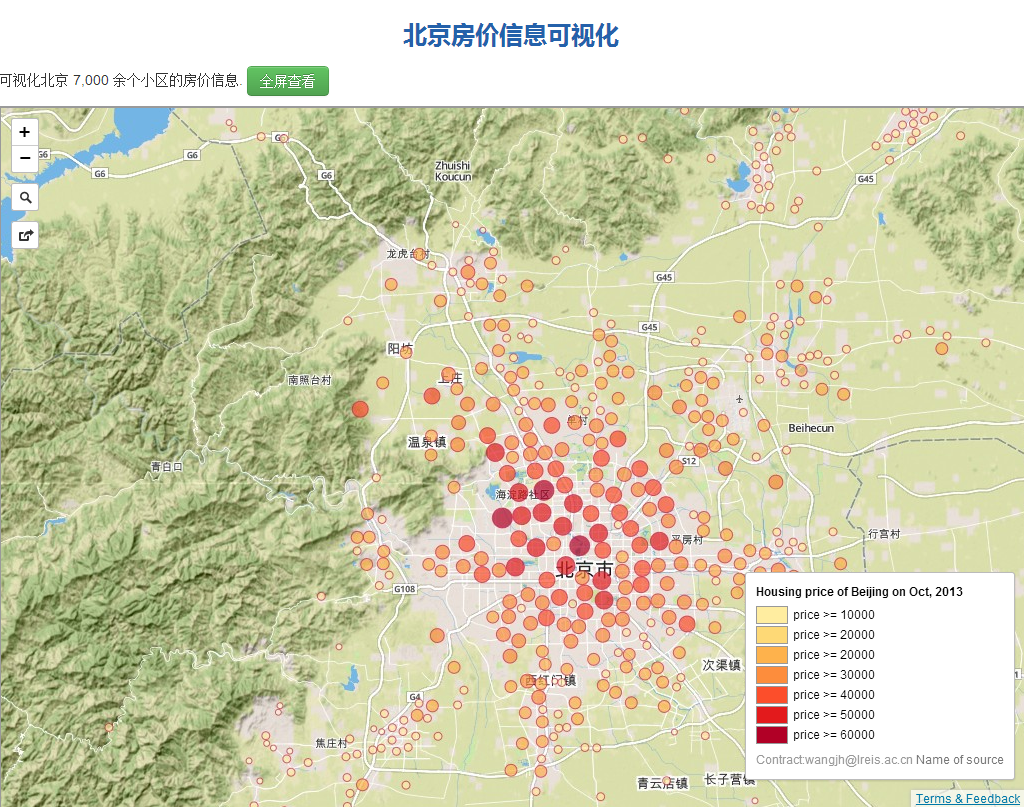 北京房价信息可视化
可视化北京 7,000 余个小区的房价信息. 全屏查看
+
−
G6
G6
G6
G6
G6
Zhuishi
Koucun
G45
龙虎台村
G45
G45
阳坊
南照台村
上庄
Beihecun
温泉镇
青白口
S12
海淀路社区
行宫村
平房村
北京市
G108
次渠镇
西红门镇
G4
焦庄村
青云店镇
长子营镇
Housing price of Beijing on Oct, 2013
price >= 10000
price >= 20000
price >= 20000
price >= 30000
price >= 40000
price >= 50000
price >= 60000
Contract:wangjh@lreis.ac.cn Name of source
Terms & Feedback